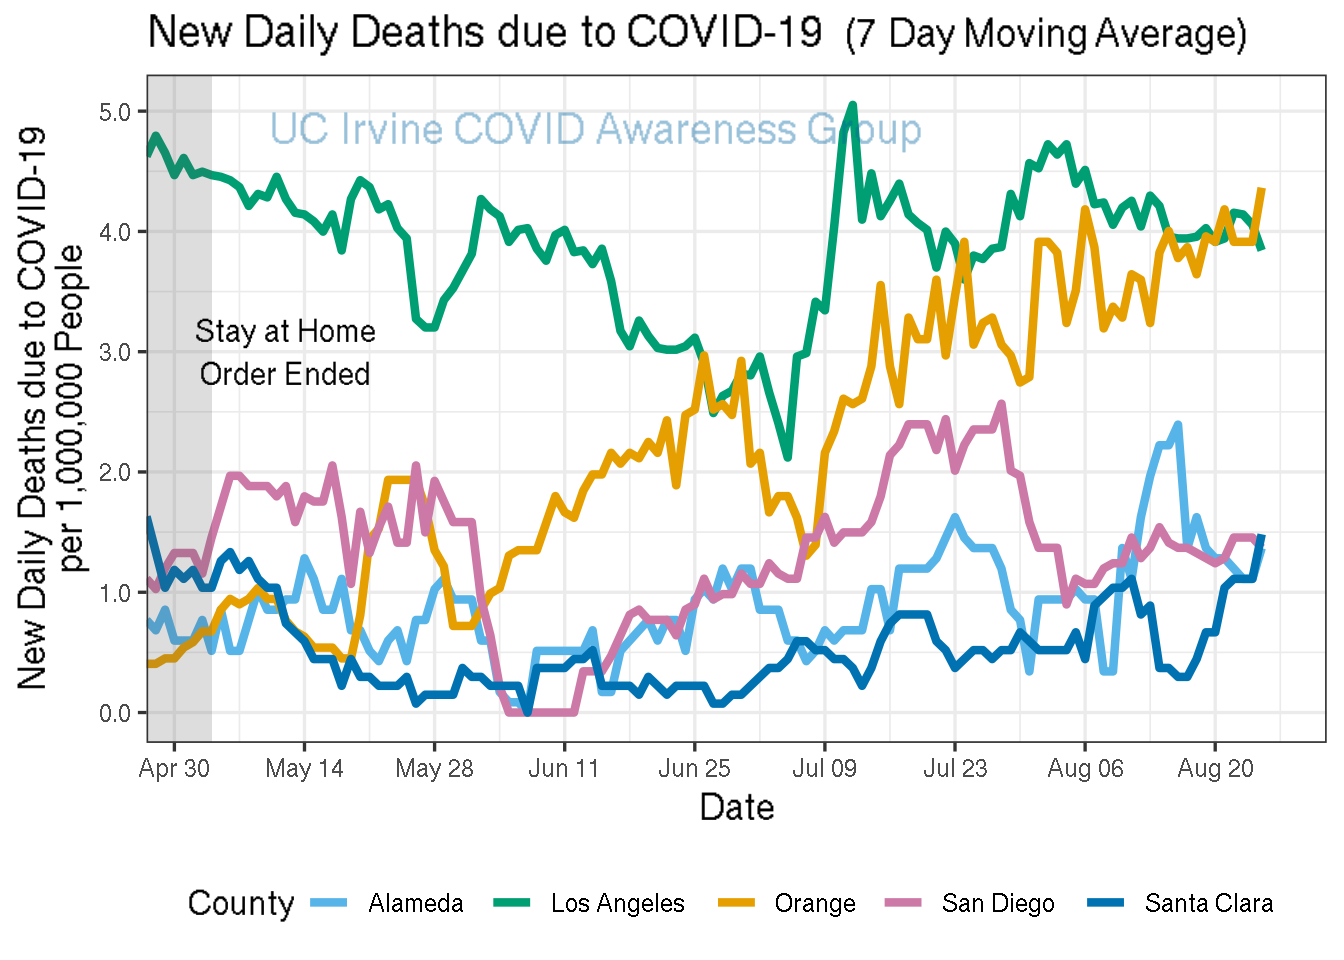 New Daily Deaths due to COVID-19 (7 Day Moving Average)
UC Irvine COVID Awareness Group
New Daily Deaths due to COVID-19
per 1,000,000 People
5.0
4.0
3.0
2.0
1.0
0.0
Stay at Home
Order Ended
Apr 30 May 14 May 28 Jun 11 Jun 25 Jul 09 Jul 23 Aug 06 Aug 20
Date
County Alameda Los Angeles Orange San Diego Santa Clara